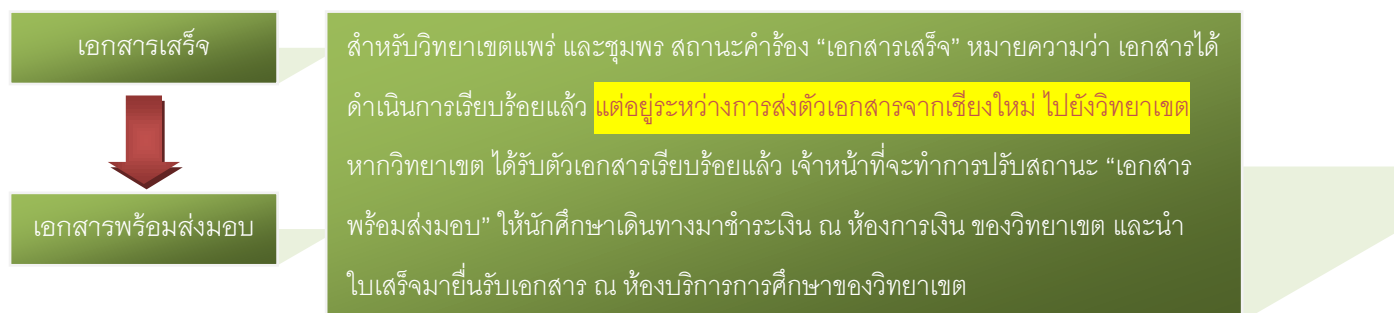 เอกสารเสร็จ
สำหรับวิทยาเขตแพร่ และชุมพร สถานะคำร้อง “เอกสารเสร็จ” หมายความว่า เอกสารได้
ดำเนินการเรียบร้อยแล้ว แต่อยู่ระหว่างการส่งตัวเอกสารจากเชียงใหม่ ไปยังวิทยาเขต
หากวิทยาเขต ได้รับตัวเอกสารเรียบร้อยแล้ว เจ้าหน้าที่จะทำการปรับสถานะ “เอกสาร
พร้อมส่งมอบ” ให้นักศึกษาเดินทางมาชำระเงิน ณ ห้องการเงิน ของวิทยาเขต และนำ
ใบเสร็จมายื่นรับเอกสาร ณ ห้องบริการการศึกษาของวิทยาเขต
เอกสารพร้อมส่งมอบ